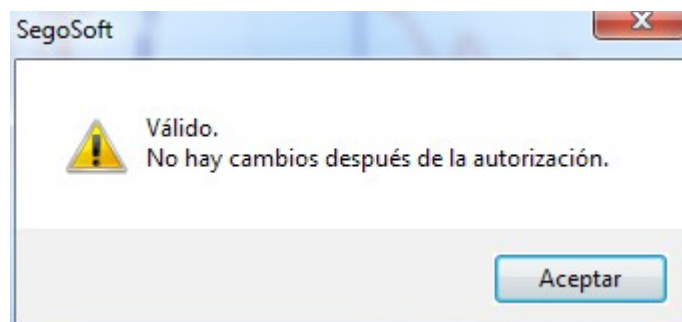 SegoSoft
Válido.
No hay cambios después de la autorización.
Aceptar